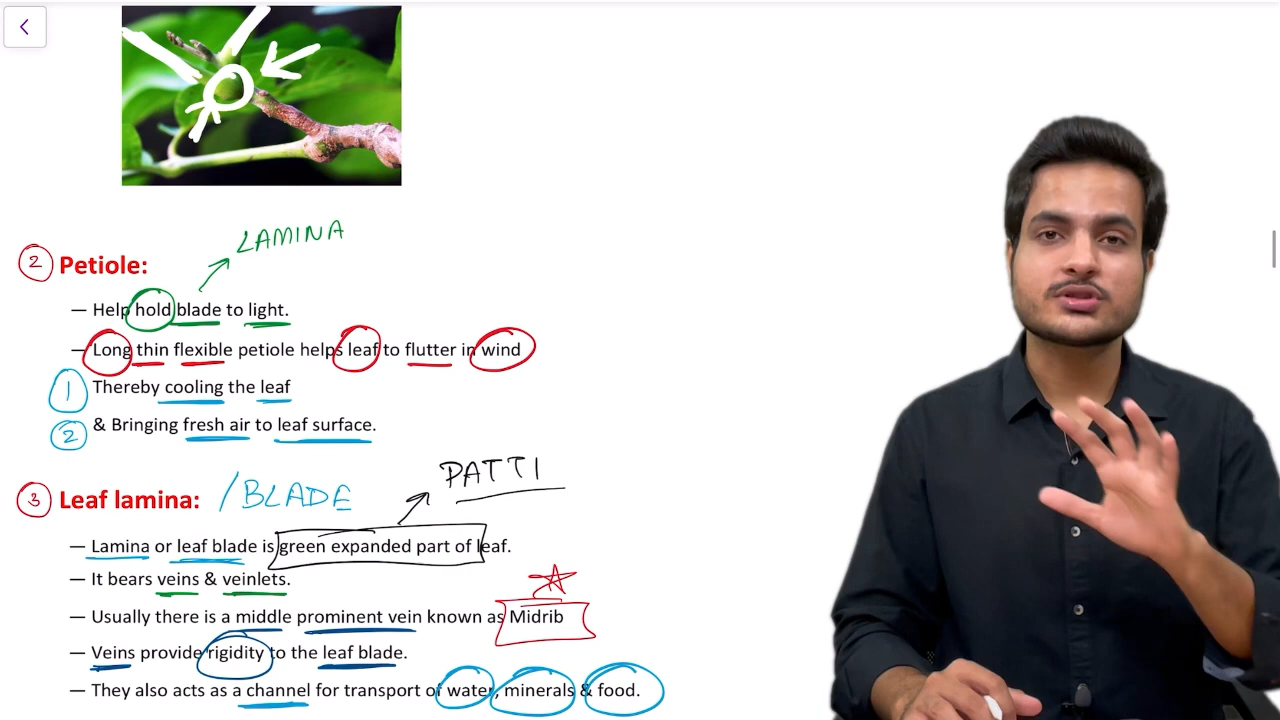 LAMINA
② Petiole:
— Help hold blade to light.
— Long thin flexible petiole helps leaf to flutter in wind
① Thereby cooling the leaf
② & Bringing fresh air to leaf surface.
PATTI
③ Leaf lamina: /BLADE
— Lamina or leaf blade is green expanded part of leaf.
— It bears veins & veinlets.
— Usually there is a middle prominent vein known as Midrib
— Veins provide rigidity to the leaf blade.
— They also acts as a channel for transport of water, minerals & food.